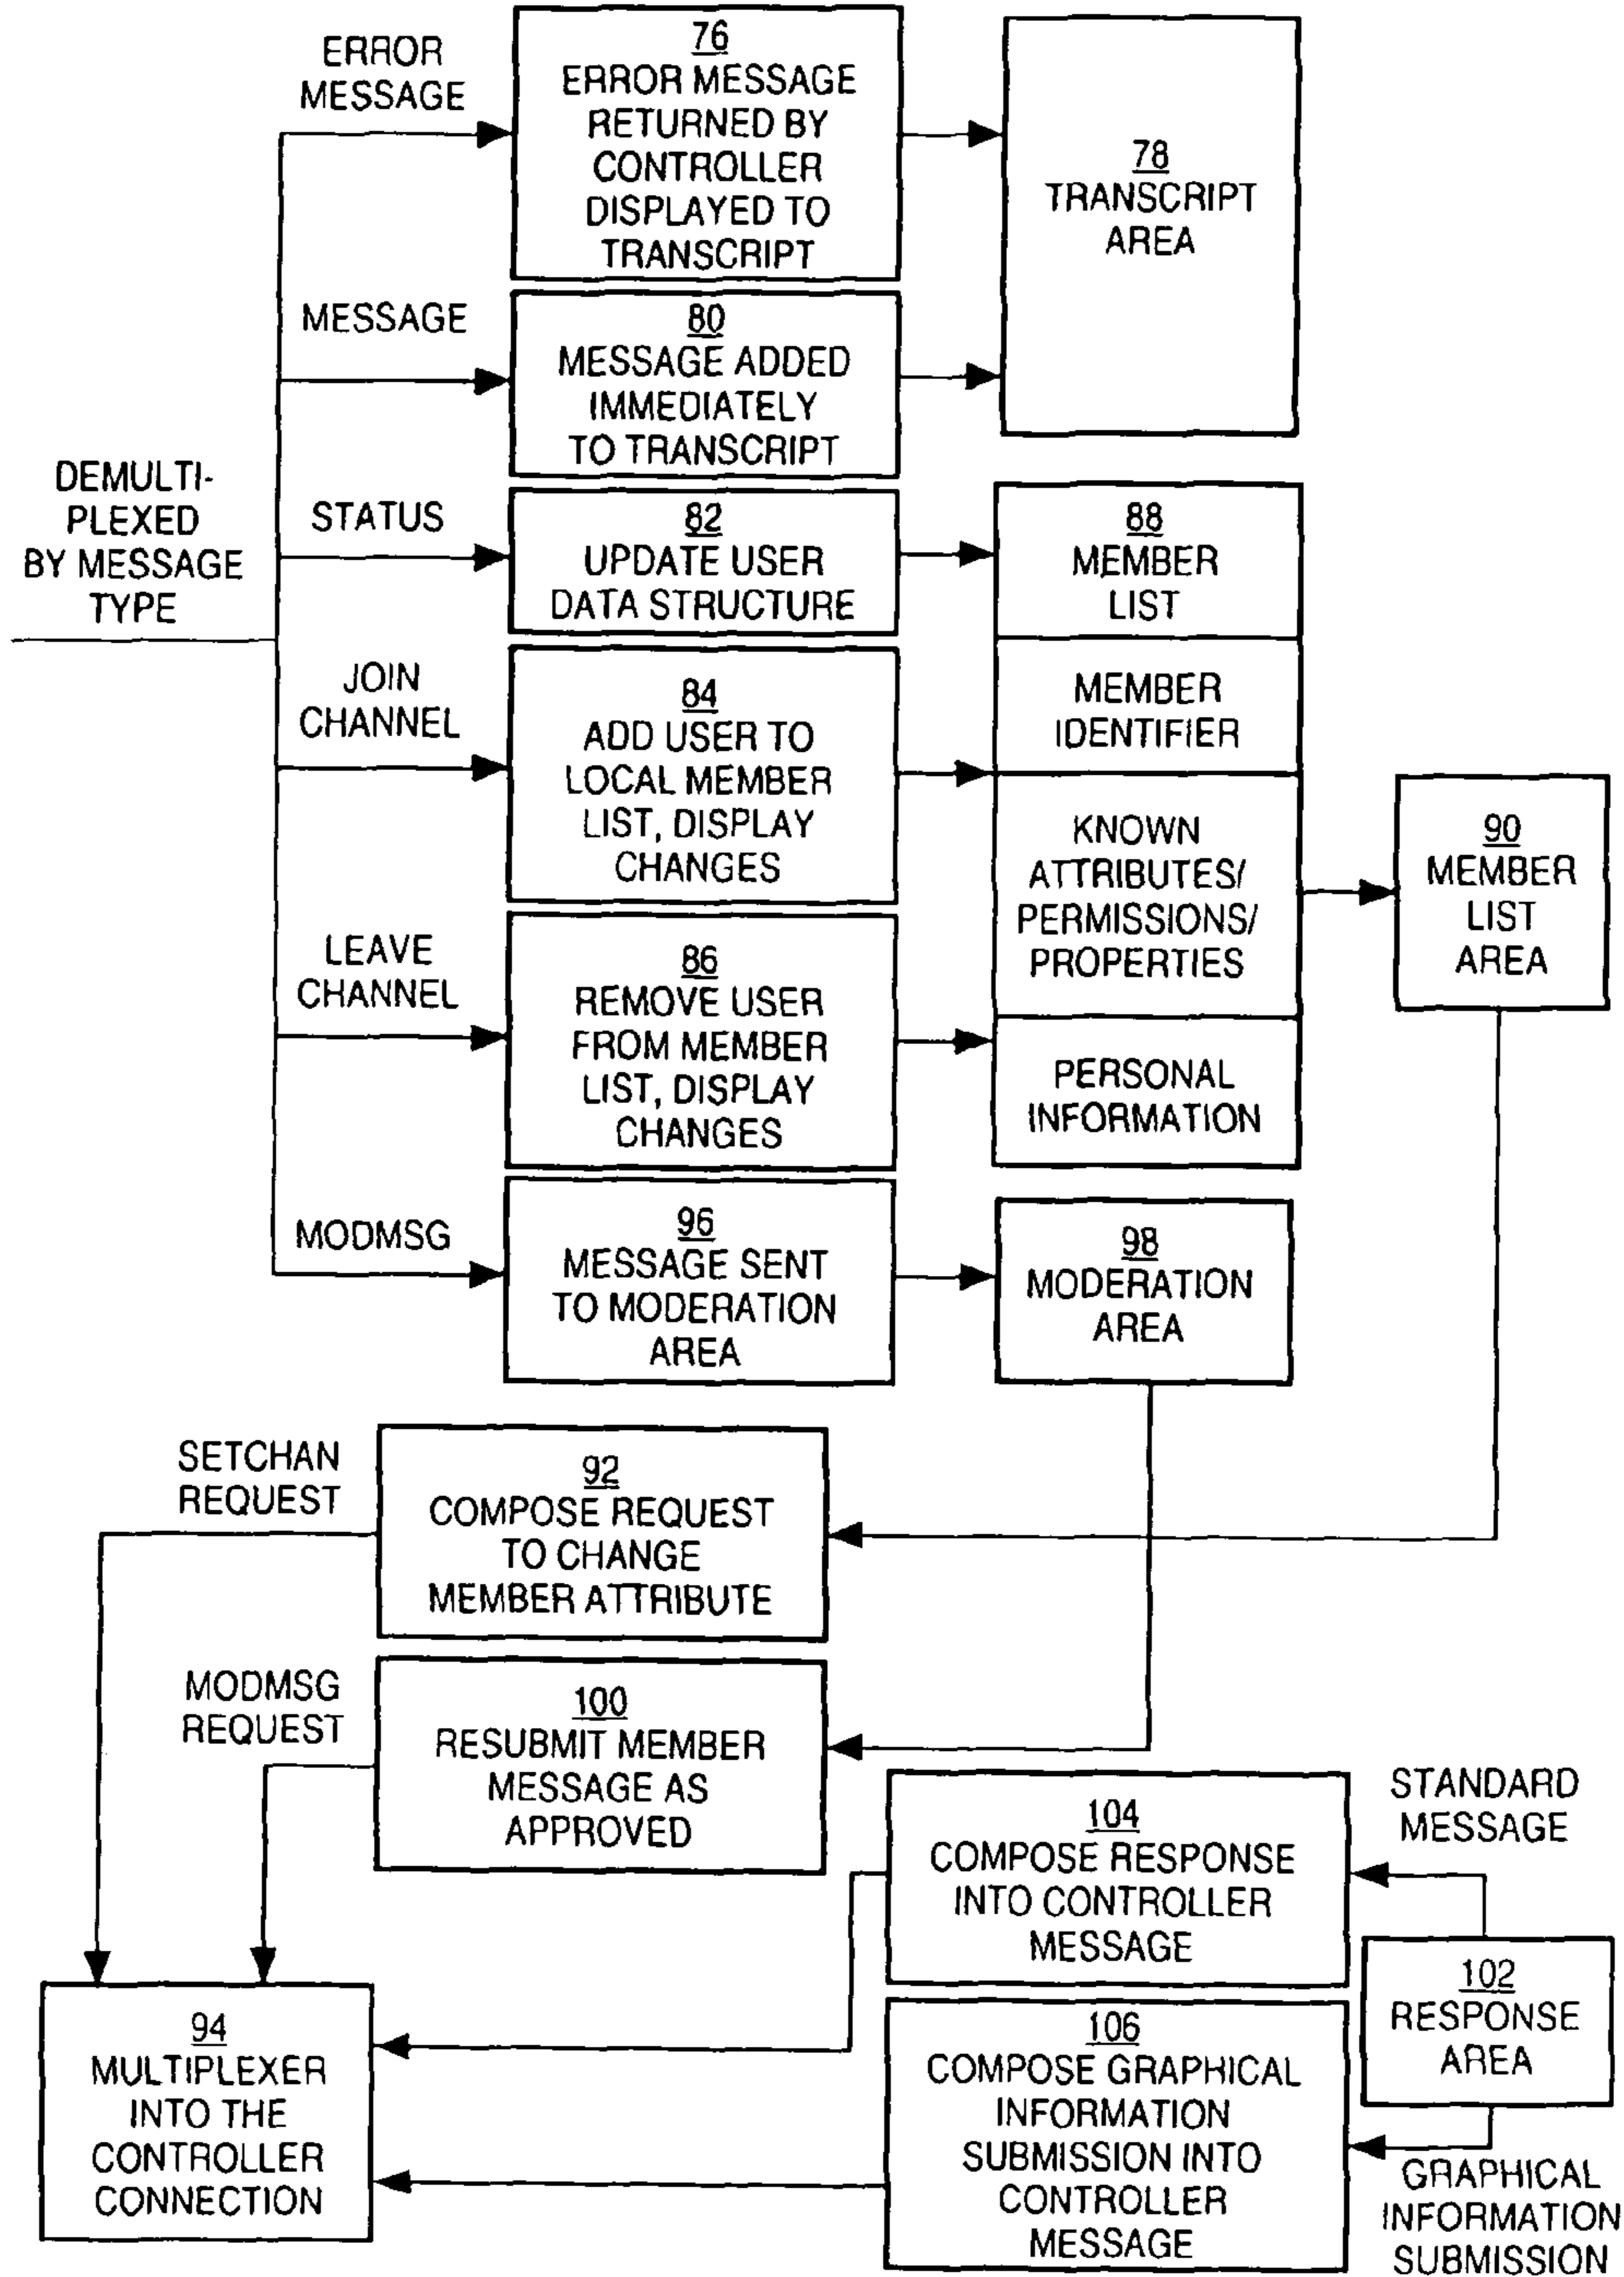 ERROR
MESSAGE
76
ERROR MESSAGE
RETURNED BY
CONTROLLER
DISPLAYED TO
TRANSCRIPT
78
TRANSCRIPT
AREA
MESSAGE
80
MESSAGE ADDED
IMMEDIATELY
TO TRANSCRIPT
DEMULTI-
PLEXED
BY MESSAGE
TYPE
STATUS
82
UPDATE USER
DATA STRUCTURE
88
MEMBER
LIST
JOIN
CHANNEL
84
ADD USER TO
LOCAL MEMBER
LIST, DISPLAY
CHANGES
MEMBER
IDENTIFIER
KNOWN
ATTRIBUTES/
PERMISSIONS/
PROPERTIES
90
MEMBER
LIST
AREA
LEAVE
CHANNEL
86
REMOVE USER
FROM MEMBER
LIST, DISPLAY
CHANGES
PERSONAL
INFORMATION
MODMSG
96
MESSAGE SENT
TO MODERATION
AREA
98
MODERATION
AREA
SETCHAN
REQUEST
92
COMPOSE REQUEST
TO CHANGE
MEMBER ATTRIBUTE
MODMSG
REQUEST
100
RESUBMIT MEMBER
MESSAGE AS
APPROVED
STANDARD
MESSAGE
104
COMPOSE RESPONSE
INTO CONTROLLER
MESSAGE
102
RESPONSE
AREA
94
MULTIPLEXER
INTO THE
CONTROLLER
CONNECTION
106
COMPOSE GRAPHICAL
INFORMATION
SUBMISSION INTO
CONTROLLER
MESSAGE
GRAPHICAL
INFORMATION
SUBMISSION